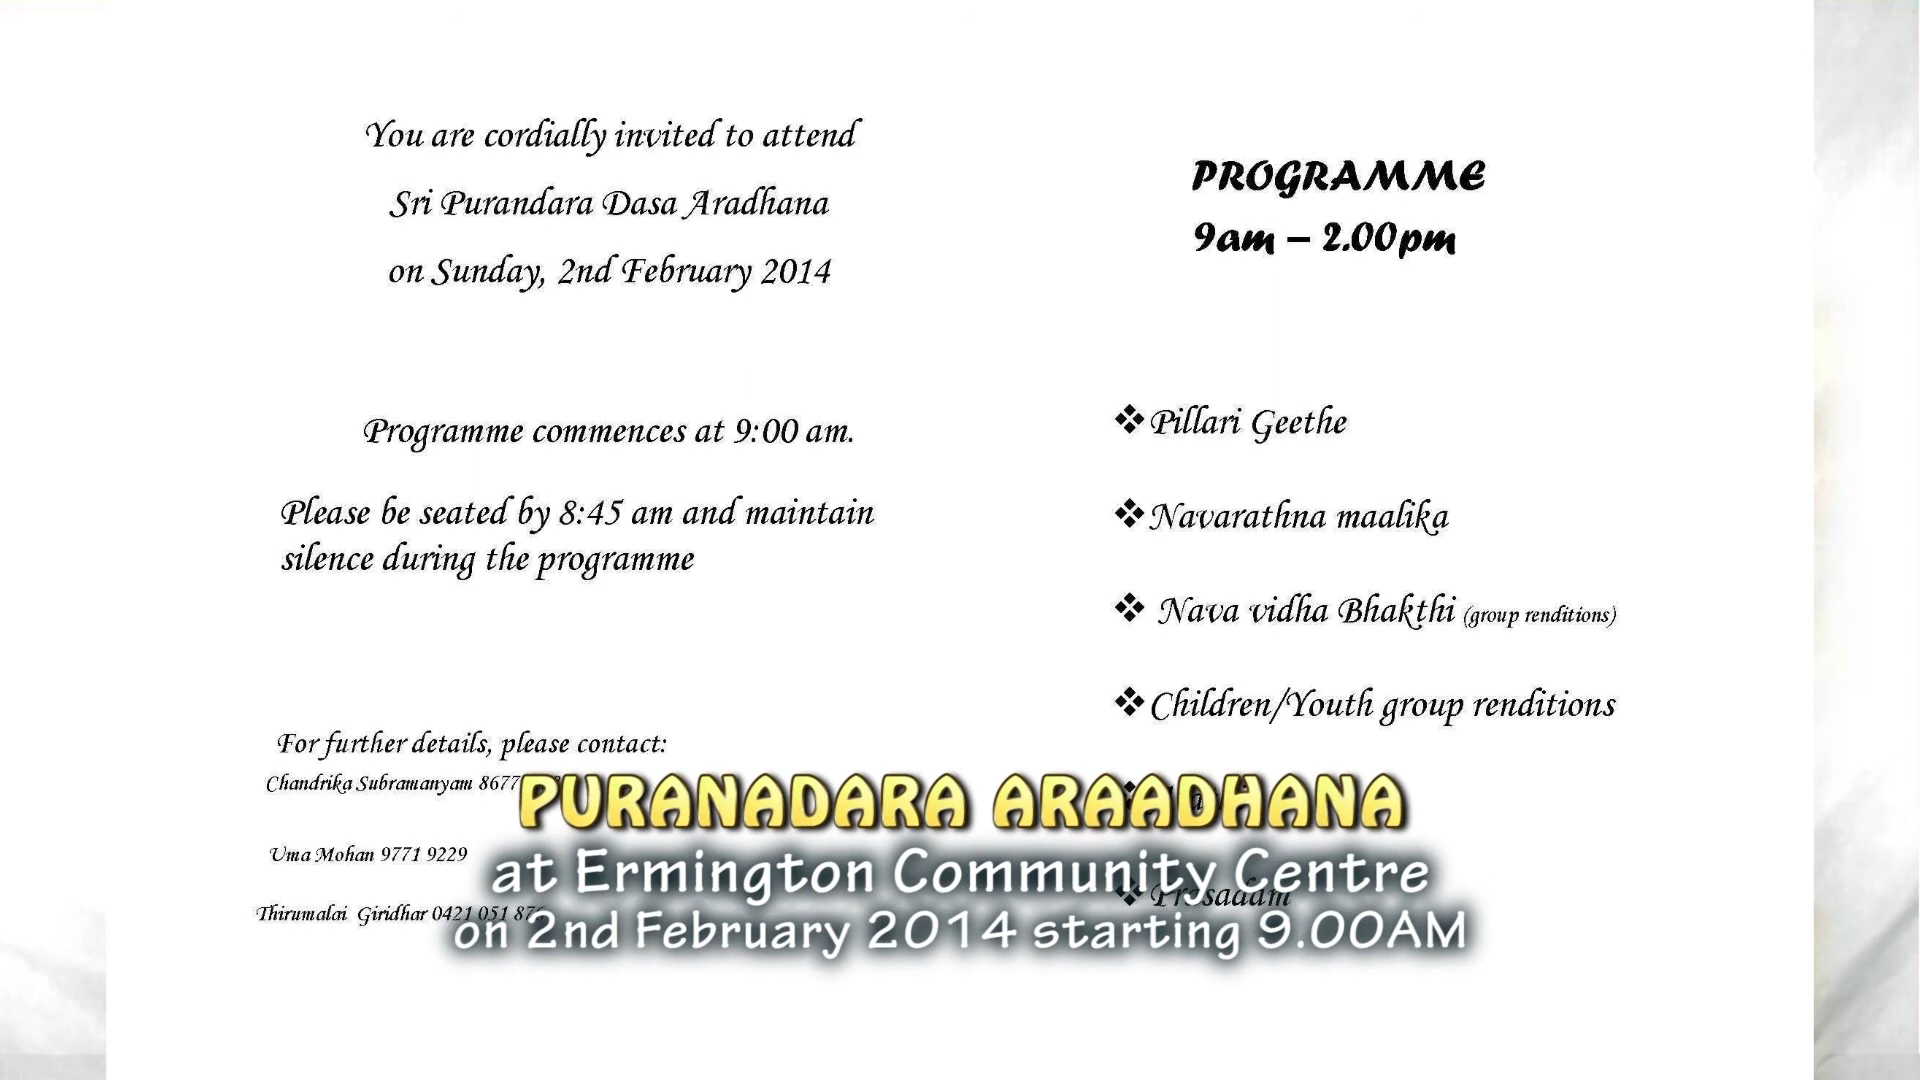 You are cordially invited to attend
Sri Purandara Dasa Aradhana
on Sunday, 2nd February 2014
Programme commences at 9:00 am.
Please be seated by 8:45 am and maintain
silence during the programme
For further details, please contact:
Chandrika Subramanyam 8677
Uma Mohan 9771 9229
Thirumalai Giridhar 0421 051
PROGRAMME
9am – 2.00pm
❖ Pillari Geethe
❖ Navarathna maalika
❖ Nava vidha Bhakthi (group renditions)
❖ Children/Youth group renditions
❖ Prasadam
PURANADARA ARAADHANA
at Ermington Community Centre
on 2nd February 2014 starting 9.00AM